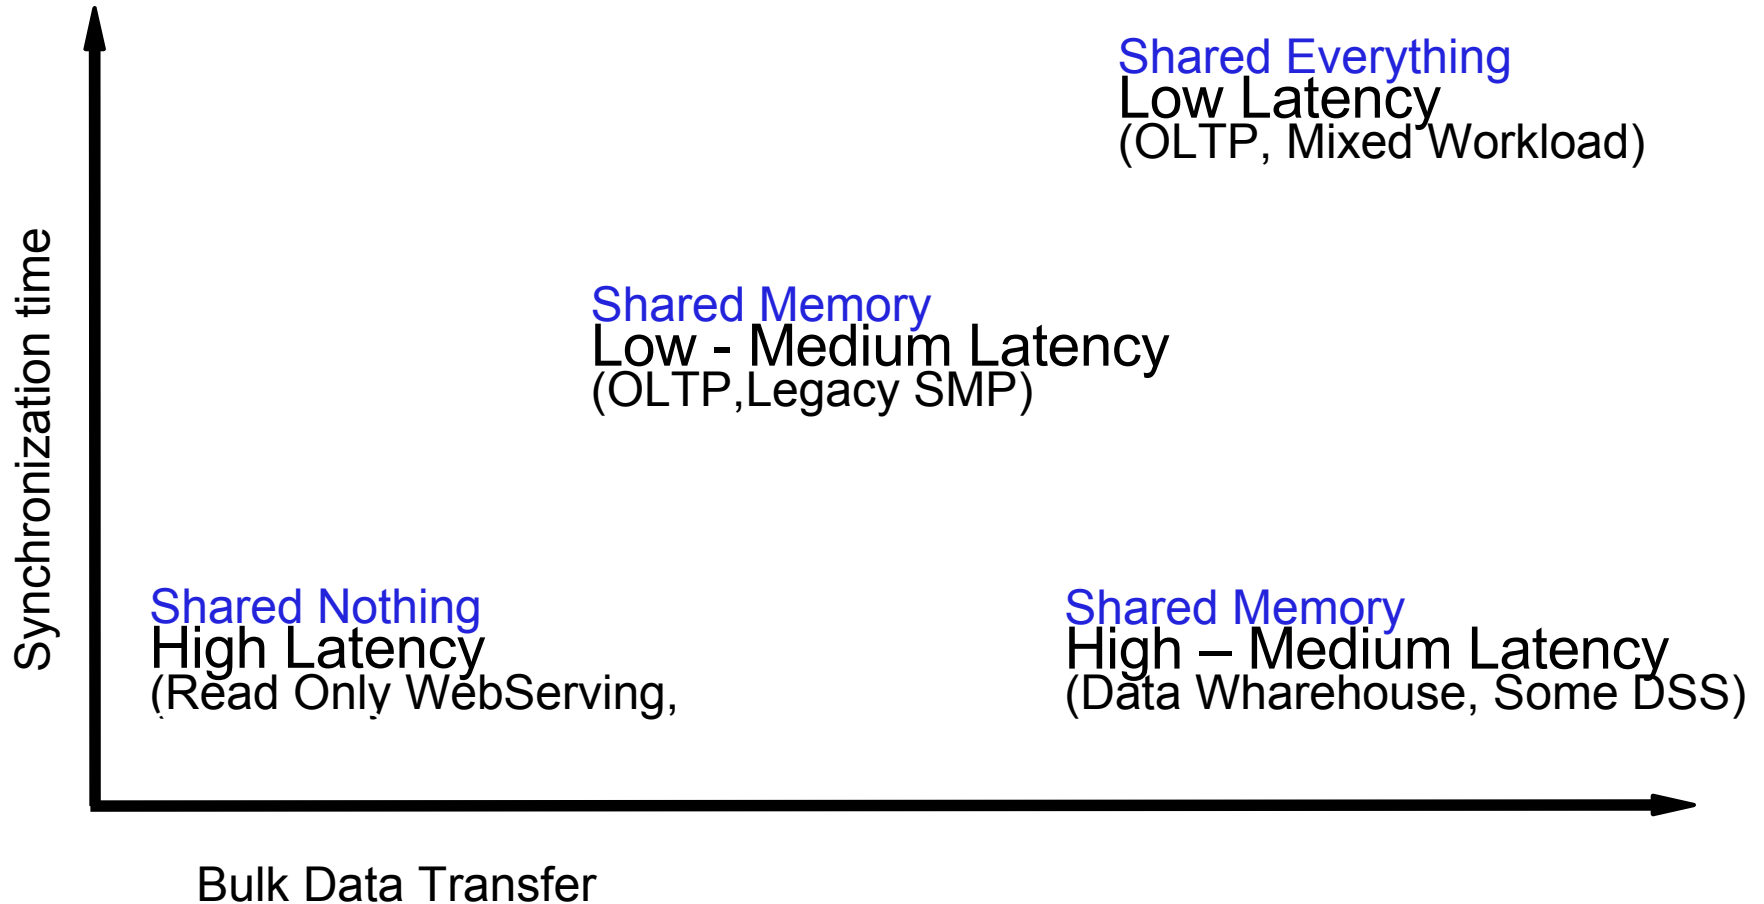 Shared Everything
Low Latency
(OLTP, Mixed Workload)
Synchronization time
Shared Memory
Low - Medium Latency
(OLTP,Legacy SMP)
Shared Nothing
High Latency
(Read Only WebServing,
Shared Memory
High – Medium Latency
(Data Wharehouse, Some DSS)
Bulk Data Transfer